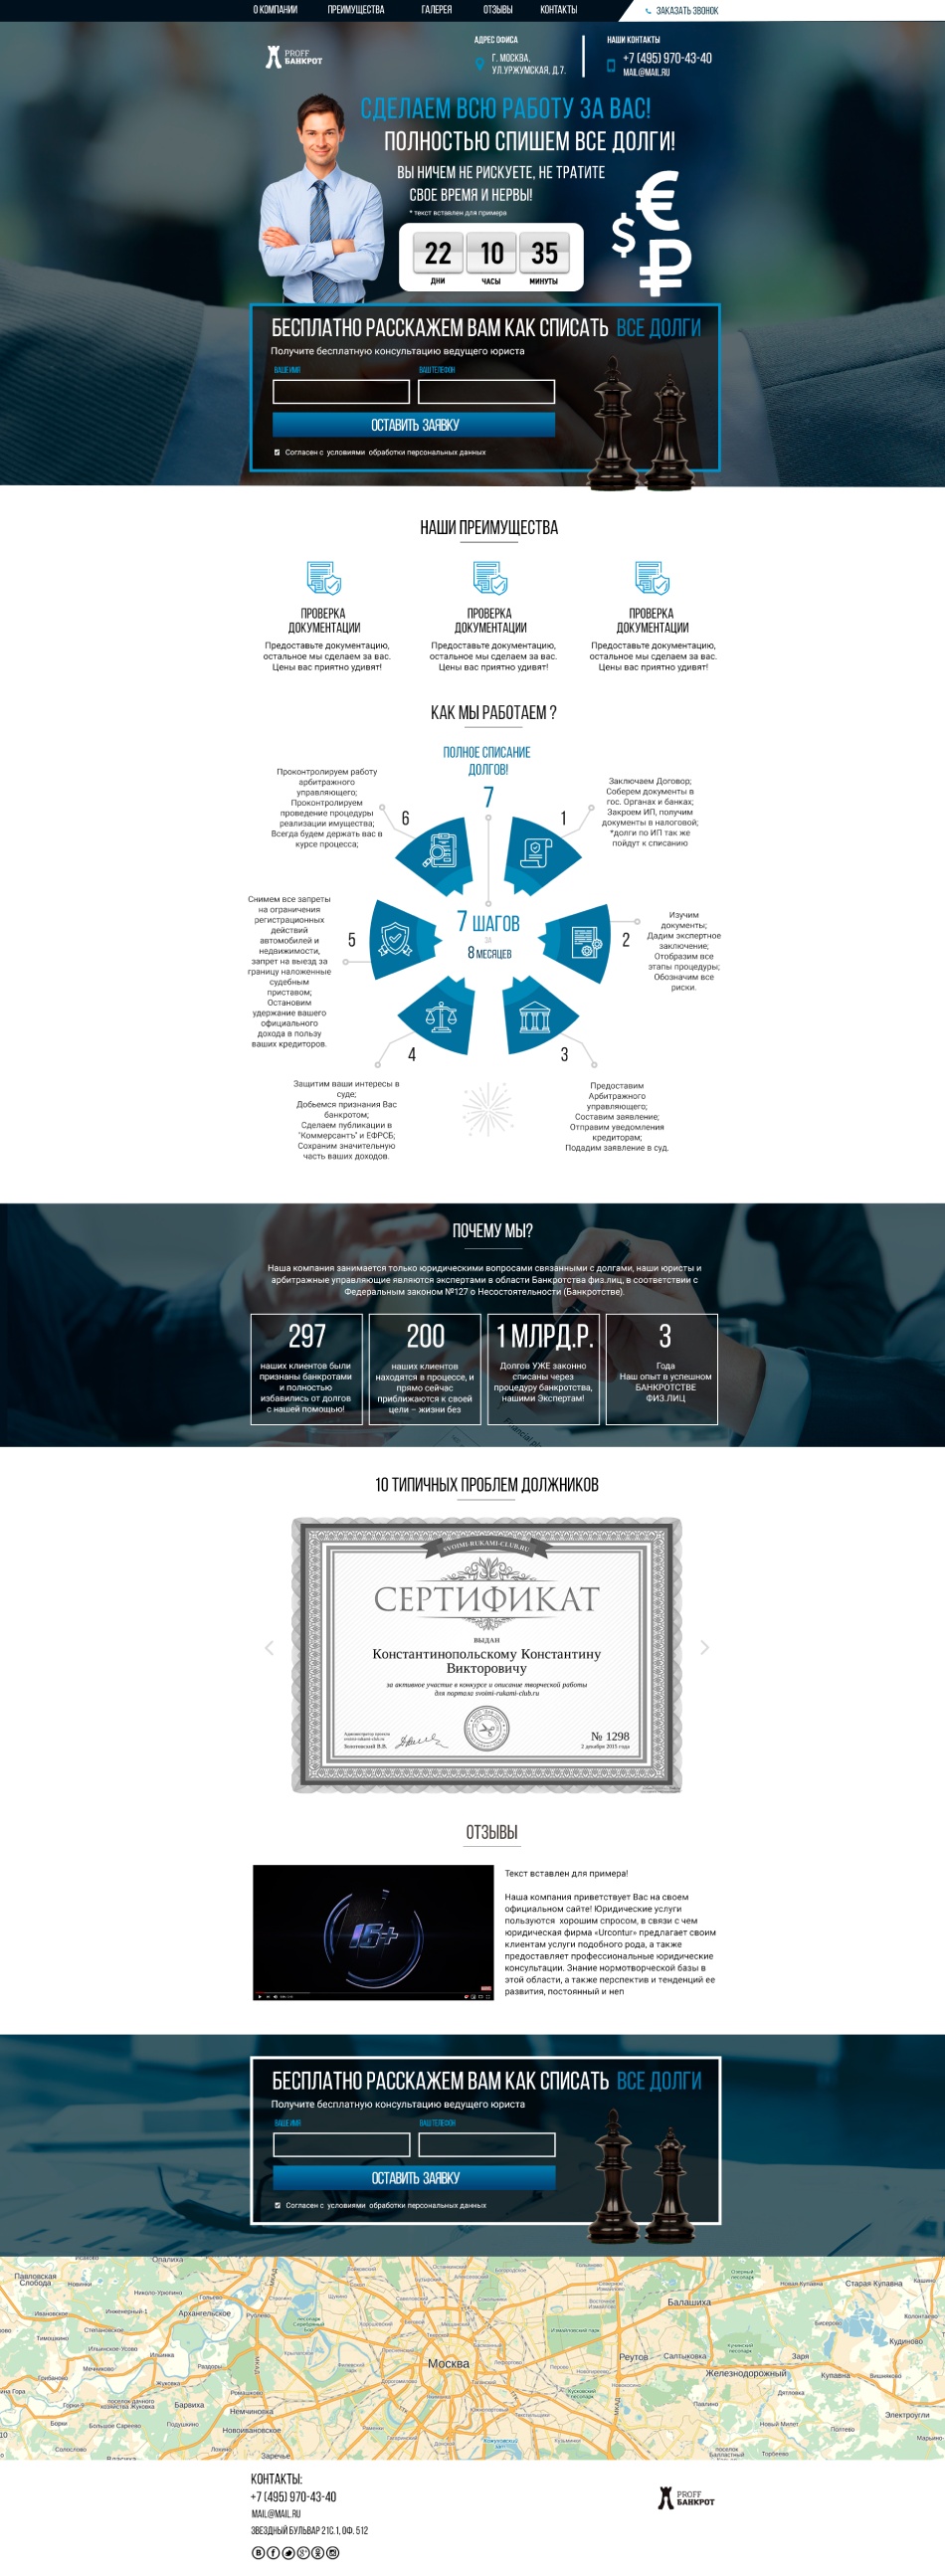 О КОМПАНИИ
ПРЕИМУЩЕСТВА
ГАЛЕРЕЯ
ОТЗЫВЫ
КОНТАКТЫ
ЗАКАЗАТЬ ЗВОНОК
PROFF
БАНКРОТ
АДРЕС ОФИСА
Г. МОСКВА,
УЛ.УРЖУМСКАЯ, Д.7.
НАШИ КОНТАКТЫ
+7 (495) 970-43-40
MAIL@MAIL.RU
СДЕЛАЕМ ВСЮ РАБОТУ ЗА ВАС!
ПОЛНОСТЬЮ СПИШЕМ ВСЕ ДОЛГИ!
ВЫ НИЧЕМ НЕ РИСКУЕТЕ, НЕ ТРАТИТЕ
СВОЕ ВРЕМЯ И НЕРВЫ!
* текст вставлен для примера
22 10 35
ДНИ ЧАСЫ МИНУТЫ
€
$
₽
БЕСПЛАТНО РАССКАЖЕМ ВАМ КАК СПИСАТЬ ВСЕ ДОЛГИ
Получите бесплатную консультацию ведущего юриста
ВАШЕ ИМЯ
ВАШ ТЕЛЕФОН
ОСТАВИТЬ ЗАЯВКУ
Согласен с условиями обработки персональных данных
НАШИ ПРЕИМУЩЕСТВА
ПРОВЕРКА
ДОКУМЕНТАЦИИ
Предоставьте документацию,
остальное мы сделаем за вас.
Цены вас приятно удивят!
ПРОВЕРКА
ДОКУМЕНТАЦИИ
Предоставьте документацию,
остальное мы сделаем за вас.
Цены вас приятно удивят!
ПРОВЕРКА
ДОКУМЕНТАЦИИ
Предоставьте документацию,
остальное мы сделаем за вас.
Цены вас приятно удивят!
КАК МЫ РАБОТАЕМ ?
ПОЛНОЕ СПИСАНИЕ
ДОЛГОВ!
7
Проконтролируем работу
арбитражного
управляющего;
Проконтролируем
проведение процедуры
реализации имущества;
Всегда будем держать вас в
курсе процесса;
6
1
Заключаем Договор;
Соберем документы в
гос. Органах и банках;
Закроем ИП, получим
документы в налоговой;
*долги по ИП так же
пойдут к списанию
Снимем все запреты
на ограничения
регистрационных
действий
автомобилей и
недвижимости,
запрет на выезд за
границу наложенные
судебным
приставом;
Остановим
удержание вашего
официального
дохода в пользу
ваших кредиторов.
5
7 ШАГОВ
ЗА
8 МЕСЯЦЕВ
2
Изучим
документы;
Дадим экспертное
заключение;
Отобразим все
этапы процедуры;
Обозначим все
риски.
4
3
Защитим ваши интересы в
суде;
Добьемся признания Вас
банкротом;
Сделаем публикации в
"Коммерсантъ" и ЕФРСБ;
Сохраним значительную
часть ваших доходов.
Предоставим
Арбитражного
управляющего;
Составим заявление;
Отправим уведомления
кредиторам;
Подадим заявление в суд.
ПОЧЕМУ МЫ?
Наша компания занимается только юридическими вопросами связанными с долгами, наши юристы и
арбитражные управляющие являются экспертами в области Банкротства физ.лиц, в соответствии с
Федеральным законом №127 о Несостоятельности (Банкротстве).
297
наших клиентов были
признаны банкротами
и полностью
избавились от долгов
с нашей помощью!
200
наших клиентов
находятся в процессе, и
прямо сейчас
приближаются к своей
цели – жизни без
1 МЛРД.Р.
Долгов УЖЕ законно
списаны через
процедуру банкротства,
нашими Экспертам!
3
Года
Наш опыт в успешном
БАНКРОТСТВЕ
ФИЗ.ЛИЦ
Financial pl
10 ТИПИЧНЫХ ПРОБЛЕМ ДОЛЖНИКОВ
SVOIMI-RUKAMI-CLUB.RU
СЕРТИФИКАТ
ВЫДАН
Константинопольскому Константину
Викторовичу
за активное участие в конкурсе и описание творческой работы
для портала svoimi-rukami-club.ru
Администратор проекта
svoimi-rukami-club.ru
Золотовский В.В.
№ 1298
2 декабря 2015 года
ОТЗЫВЫ
16+
Текст вставлен для примера!
Наша компания приветствует Вас на своем
официальном сайте! Юридические услуги
пользуются хорошим спросом, в связи с чем
юридическая фирма «Urcontur» предлагает своим
клиентам услуги подобного рода, а также
предоставляет профессиональные юридические
консультации. Знание нормотворческой базы в
этой области, а также перспектив и тенденций ее
развития, постоянный и неп
БЕСПЛАТНО РАССКАЖЕМ ВАМ КАК СПИСАТЬ ВСЕ ДОЛГИ
Получите бесплатную консультацию ведущего юриста
ВАШЕ ИМЯ
ВАШ ТЕЛЕФОН
ОСТАВИТЬ ЗАЯВКУ
Согласен с условиями обработки персональных данных
Опалиха
Павловская
Слобода
Николо-Урюпино
Архангельское
Балашиха
Старая Купавна
Кудиново
Москва
Реутов
Салтыковка
Заря
Железнодорожный
Купавна
Барвиха
Немчиновка
Новоивановское
Электроугли
Заречье
КОНТАКТЫ:
+7 (495) 970-43-40
MAIL@MAIL.RU
ЗВЕЗДНЫЙ БУЛЬВАР 21С.1, ОФ. 512
PROFF
БАНКРОТ